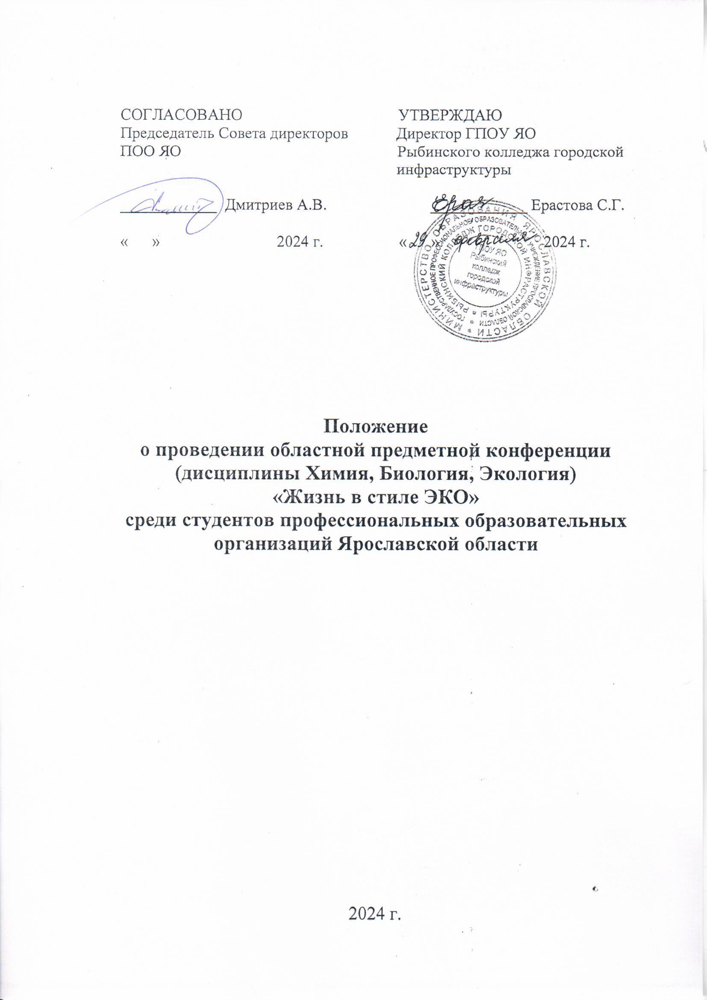 СОГЛАСОВАНО
Председатель Совета директоров
ПОО ЯО
Дмитриев А.В.
« » 2024 г.
УТВЕРЖДАЮ
Директор ГПОУ ЯО
Рыбинского колледжа городской
инфраструктуры
Ерастова С.Г.
«29» февраля 2024 г.
МИНИСТЕРСТВО ОБРАЗОВАНИЯ ЯРОСЛАВСКОЙ ОБЛАСТИ *
ГОСУДАРСТВЕННОЕ ПРОФЕССИОНАЛЬНОЕ ОБРАЗОВАТЕЛЬНОЕ УЧРЕЖДЕНИЕ ЯРОСЛАВСКОЙ ОБЛАСТИ *
РЫБИНСКИЙ КОЛЛЕДЖ ГОРОДСКОЙ ИНФРАСТРУКТУРЫ *
ГПОУ ЯО
Рыбинский
колледж
городской
инфраструктуры
Положение
о проведении областной предметной конференции
(дисциплины Химия, Биология, Экология)
«Жизнь в стиле ЭКО»
среди студентов профессиональных образовательных
организаций Ярославской области
2024 г.